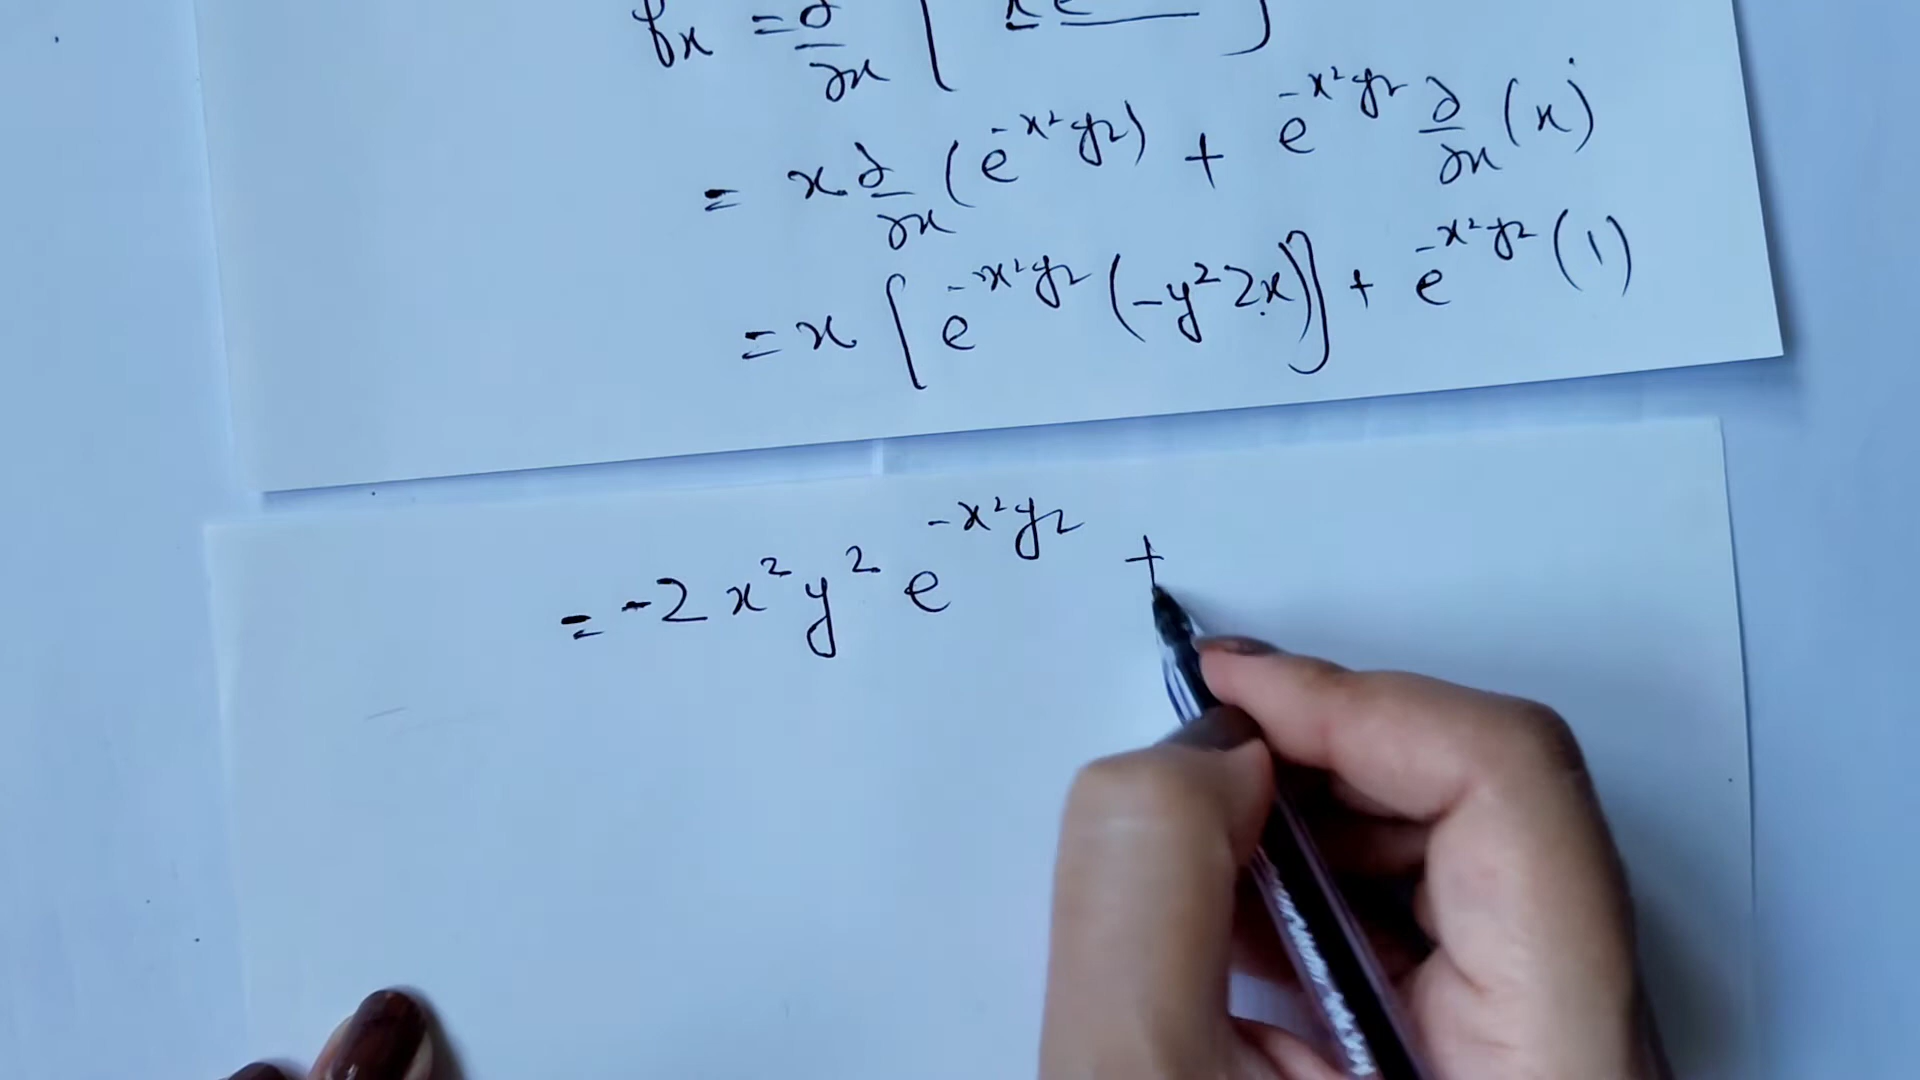 fx = ∂/∂x [ x e ]
= x ∂/∂x (e^-x²y²) + e^-x²y² ∂/∂x (x)
= x [e^-x²y² (-y² 2x)] + e^-x²y² (1)
= -2x²y² e^-x²y² +